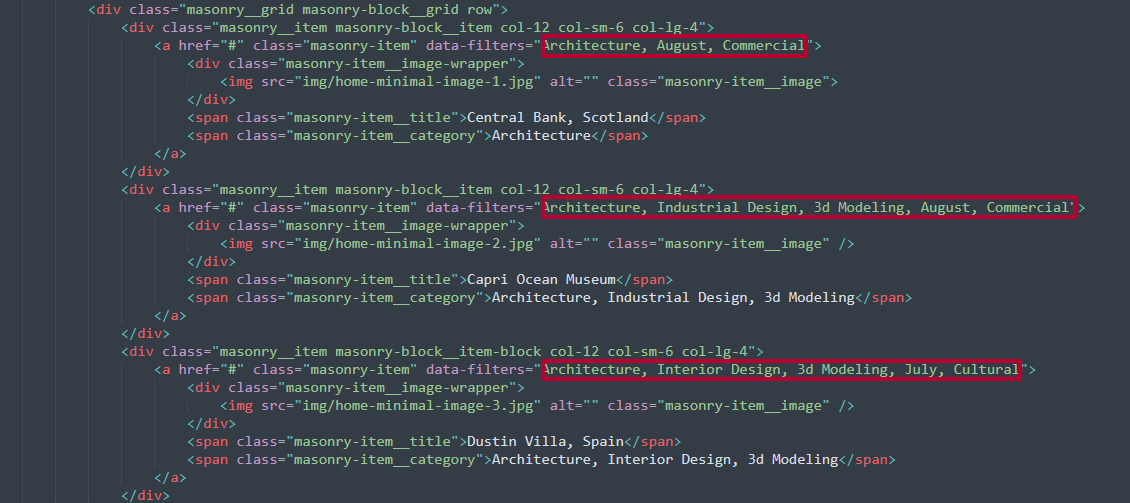 <div class="masonry__grid masonry-block__grid row">
<div class="masonry__item masonry-block__item col-12 col-sm-6 col-lg-4">
<a href="#" class="masonry-item" data-filters="Architecture, August, Commercial">
<div class="masonry-item__image-wrapper">
<img src="img/home-minimal-image-1.jpg" alt="" class="masonry-item__image">
</div>
<span class="masonry-item__title">Central Bank, Scotland</span>
<span class="masonry-item__category">Architecture</span>
</a>
</div>
<div class="masonry__item masonry-block__item col-12 col-sm-6 col-lg-4">
<a href="#" class="masonry-item" data-filters="Architecture, Industrial Design, 3d Modeling, August, Commercial">
<div class="masonry-item__image-wrapper">
<img src="img/home-minimal-image-2.jpg" alt="" class="masonry-item__image" />
</div>
<span class="masonry-item__title">Capri Ocean Museum</span>
<span class="masonry-item__category">Architecture, Industrial Design, 3d Modeling</span>
</a>
</div>
<div class="masonry__item masonry-block__item-block col-12 col-sm-6 col-lg-4">
<a href="#" class="masonry-item" data-filters="Architecture, Interior Design, 3d Modeling, July, Cultural">
<div class="masonry-item__image-wrapper">
<img src="img/home-minimal-image-3.jpg" alt="" class="masonry-item__image" />
</div>
<span class="masonry-item__title">Dustin Villa, Spain</span>
<span class="masonry-item__category">Architecture, Interior Design, 3d Modeling</span>
</a>
</div>